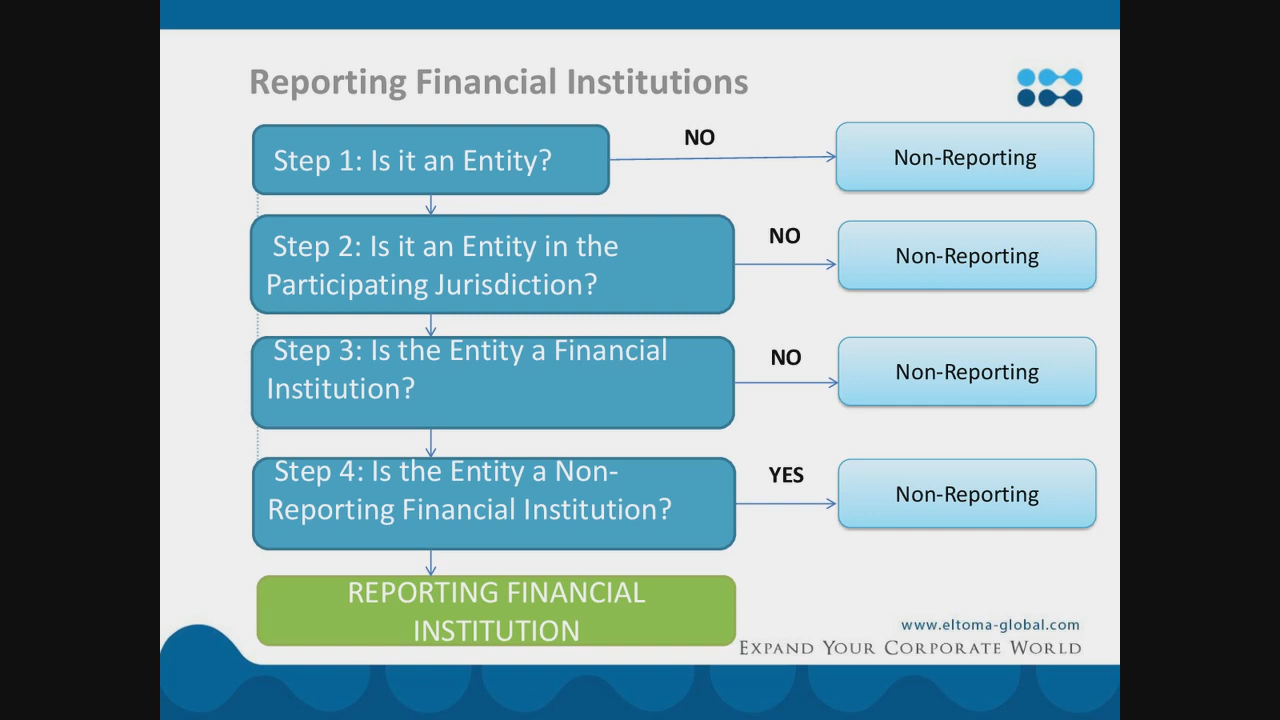 Reporting Financial Institutions
Step 1: Is it an Entity?
NO
Non-Reporting
Step 2: Is it an Entity in the
Participating Jurisdiction?
NO
Non-Reporting
Step 3: Is the Entity a Financial
Institution?
NO
Non-Reporting
Step 4: Is the Entity a Non-
Reporting Financial Institution?
YES
Non-Reporting
REPORTING FINANCIAL
INSTITUTION
www.eltoma-global.com
EXPAND YOUR CORPORATE WORLD